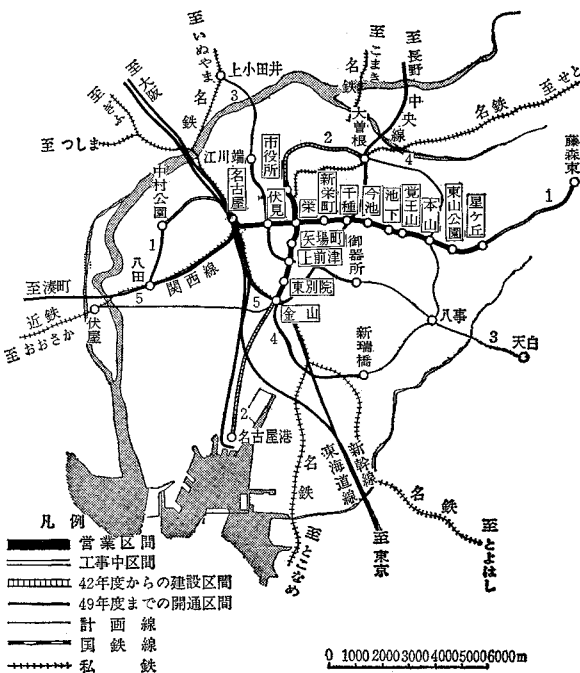 至いぬやま
至大阪
至ぎふ
至つしま
名鉄
上小田井
3
至こまき
名鉄
至長野
中央線
大曽根
名鉄
至せと
4
2
藤森東
1
江川端
市役所
中村公園
名古屋
伏見
栄
新栄町
千種
今池
池下
覚王山
本山
東山公園
星ヶ丘
1
矢場町
上前津
御器所
八田
関西線
至湊町
5
近鉄
至おおさか
伏屋
5
東別院
金山
4
新瑞橋
八事
3
天白
2
名古屋港
名鉄
至とこなめ
東海道線
新幹線
至東京
名鉄
至とよはし
凡例
営業区間
工事中区間
42年度からの建設区間
49年度までの開通区間
計画線
国鉄線
私鉄
0 1000 2000 3000 4000 5000 6000m